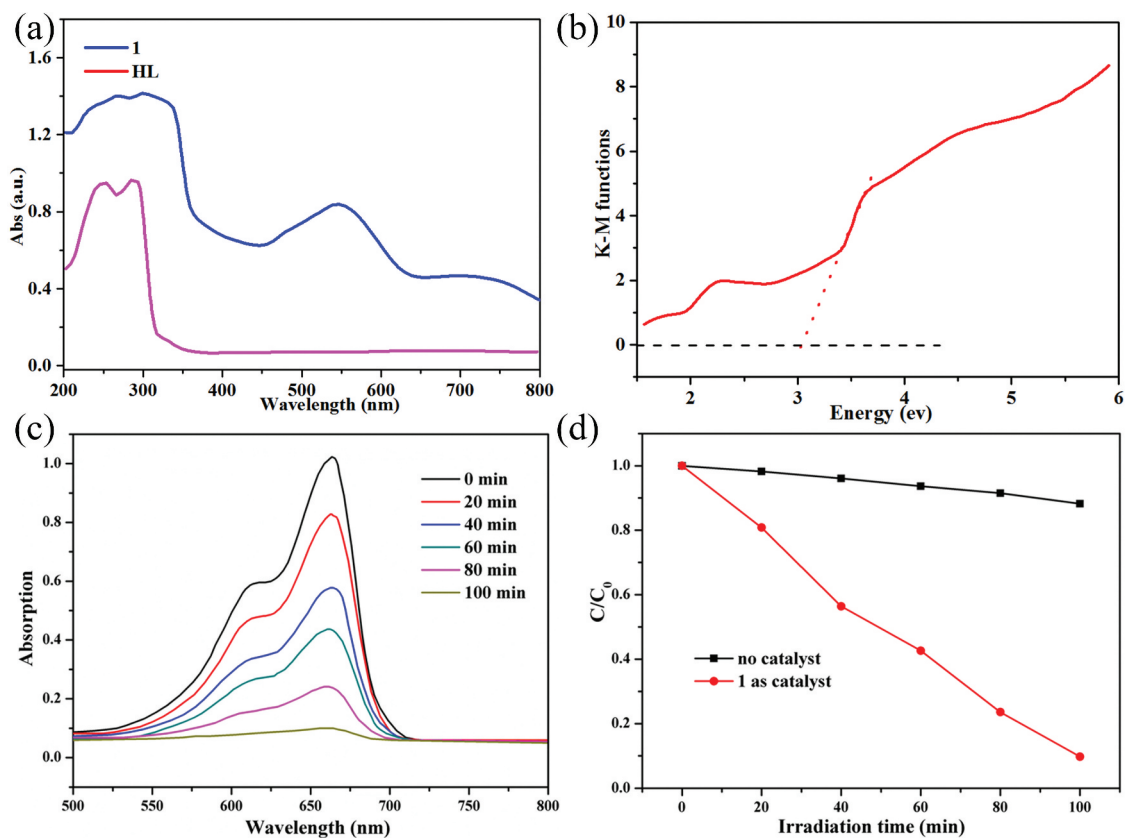 (a)
1
HL
Abs (a.u.)
1.6
1.2
0.8
0.4
0.0
200 300 400 500 600 700 800
Wavelength (nm)
(b)
K-M functions
10
8
6
4
2
0
2 3 4 5 6
Energy (ev)
(c)
Absorption
1.0
0.8
0.6
0.4
0.2
0.0
0 min
20 min
40 min
60 min
80 min
100 min
500 550 600 650 700 750 800
Wavelength (nm)
(d)
C/C₀
1.0
0.8
0.6
0.4
0.2
0.0
no catalyst
1 as catalyst
0 20 40 60 80 100
Irradiation time (min)